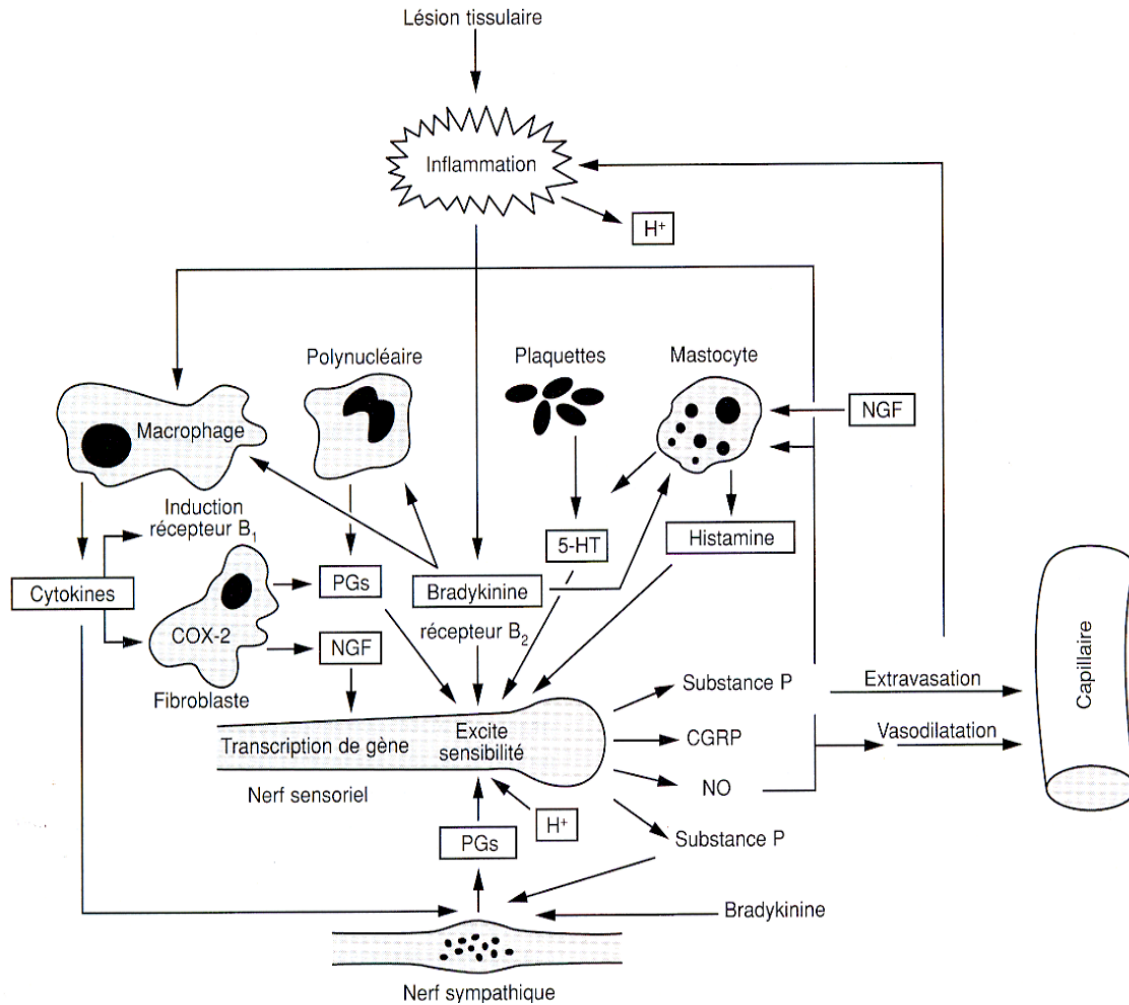 Lésion tissulaire
Inflammation
H⁺
Polynucléaire
Plaquettes
Mastocyte
NGF
Macrophage
Induction
récepteur B₁
5-HT
Histamine
Cytokines
PGs
Bradykinine
COX-2
NGF
récepteur B₂
Fibroblaste
Substance P
Extravasation
Capillaire
Transcription de gène
Excite
sensibilité
CGRP
Vasodilatation
Nerf sensoriel
NO
H⁺
PGs
Substance P
Bradykinine
Nerf sympathique